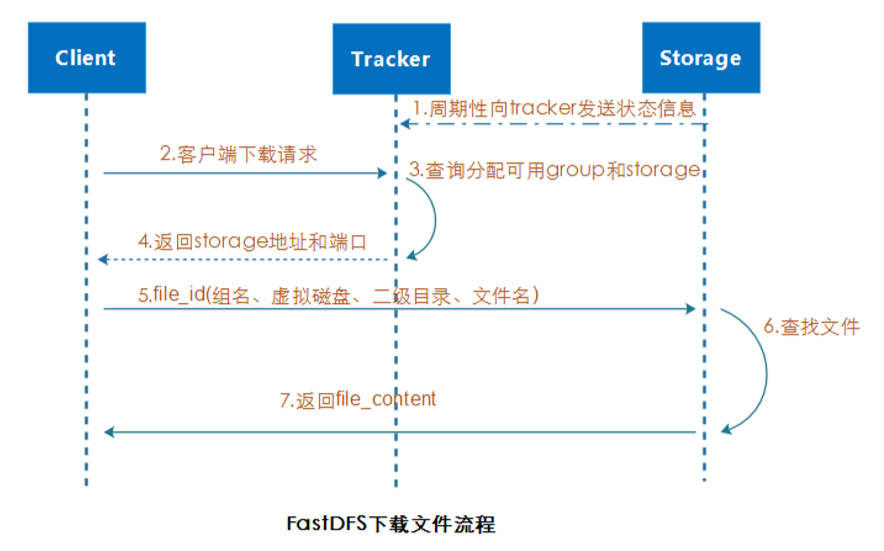 Client
Tracker
Storage
1.周期性向tracker发送状态信息
2.客户端下载请求
3.查询分配可用group和storage
4.返回storage地址和端口
5.file_id(组名、虚拟磁盘、二级目录、文件名)
6.查找文件
7.返回file_content
FastDFS下载文件流程